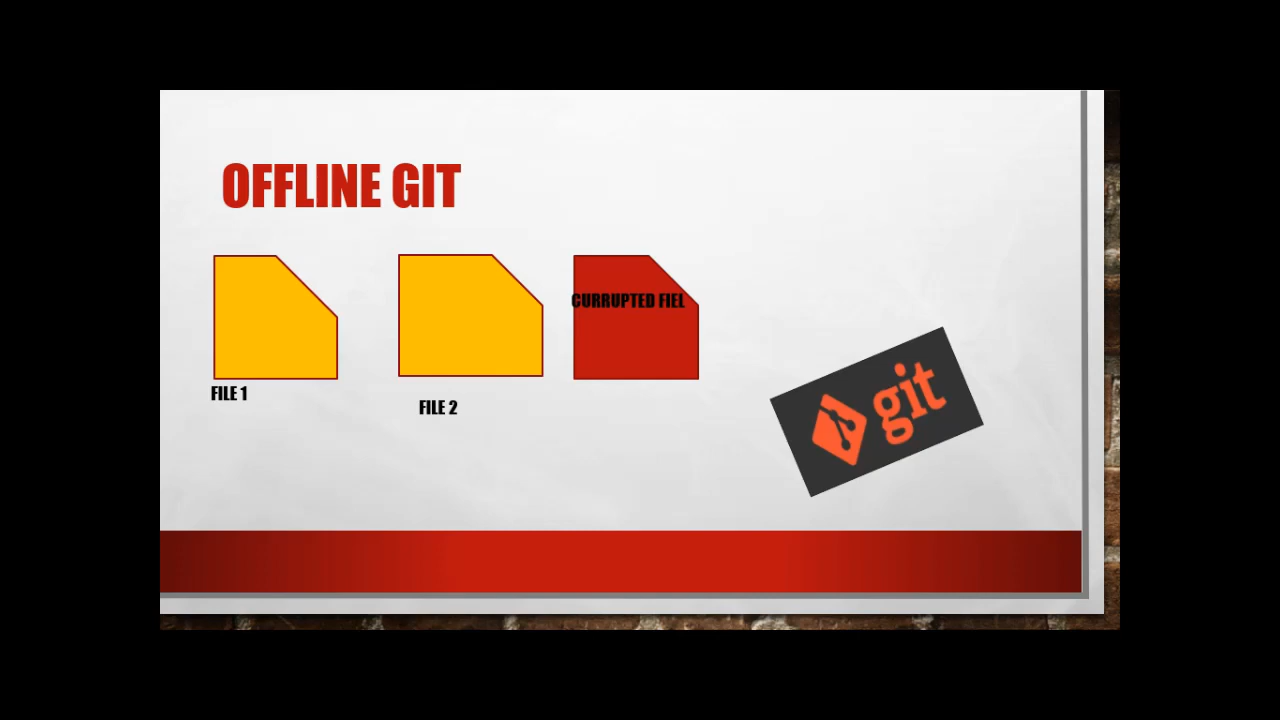 OFFLINE GIT
CURRUPTED FIEL
FILE 1
FILE 2
git